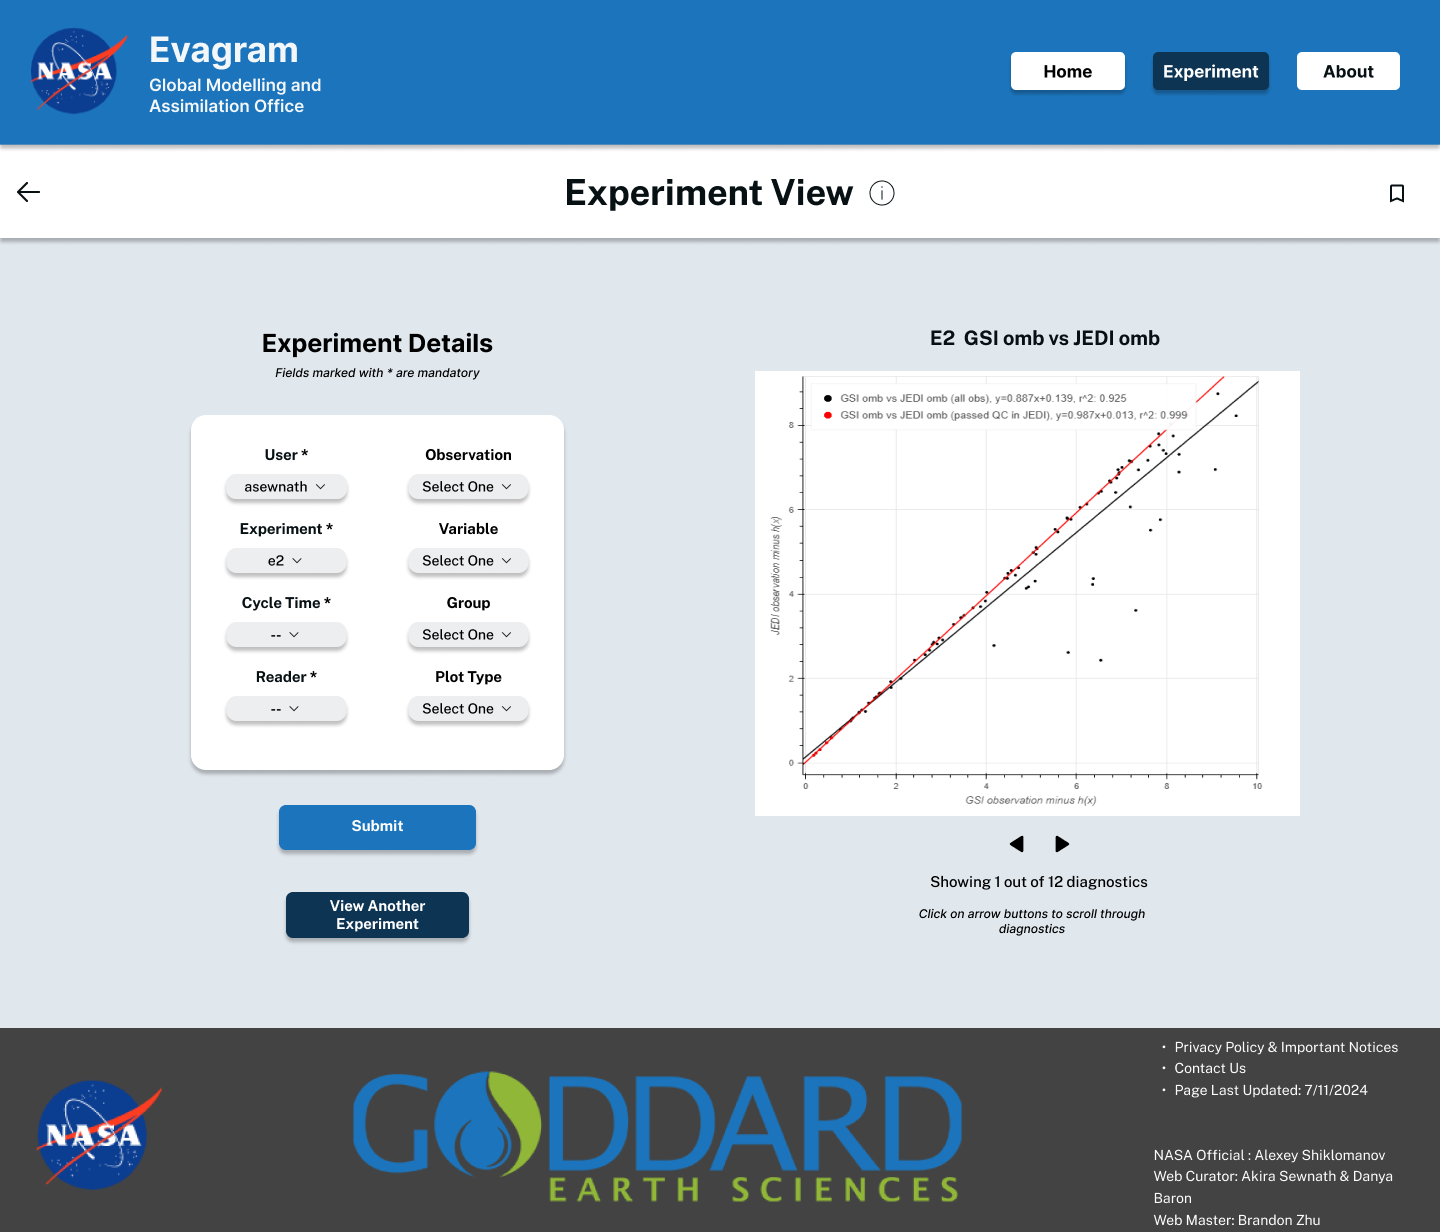 NASA
Evagram
Global Modelling and
Assimilation Office
Home
Experiment
About
Experiment View
Experiment Details
Fields marked with * are mandatory
User *
Observation
asewnath
Select One
Experiment *
Variable
e2
Select One
Cycle Time *
Group
--
Select One
Reader *
Plot Type
--
Select One
Submit
View Another
Experiment
E2 GSI omb vs JEDI omb
GSI omb vs JEDI omb (all obs), y=0.887x+0.139, r^2: 0.925
GSI omb vs JEDI omb (passed QC in JEDI), y=0.987x+0.013, r^2: 0.999
JEDI observation minus h(x)
8
6
4
2
0
0 2 4 6 8 10
GSI observation minus h(x)
Showing 1 out of 12 diagnostics
Click on arrow buttons to scroll through
diagnostics
NASA
GODDARD
EARTH SCIENCES
• Privacy Policy & Important Notices
• Contact Us
• Page Last Updated: 7/11/2024
NASA Official : Alexey Shiklomanov
Web Curator: Akira Sewnath & Danya
Baron
Web Master: Brandon Zhu